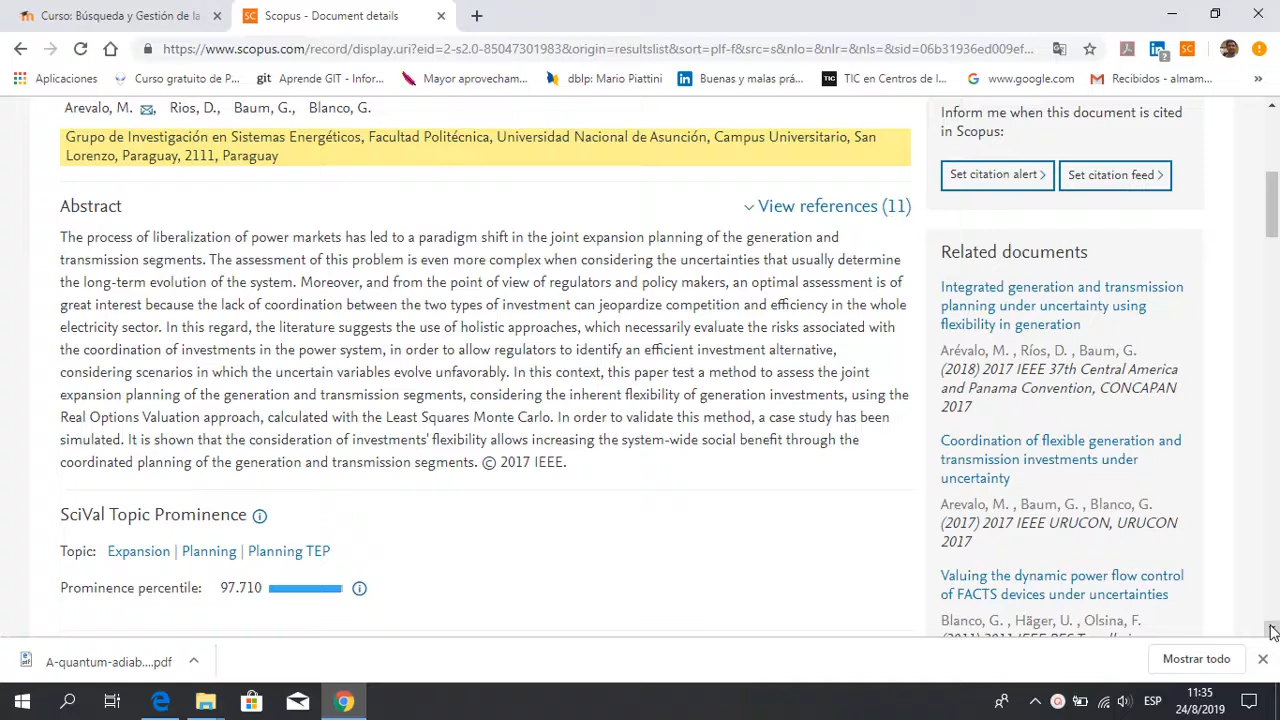 Curso: Búsqueda y Gestión de la
Scopus - Document details
https://www.scopus.com/record/display.uri?eid=2-s2.0-85047301983&origin=resultslist&sort=plf-f&src=s&nlo=&nlr=&nls=&sid=06b31936ed009ef...
Aplicaciones
Curso gratuito de P...
Aprende GIT - Infor...
Mayor aprovecham...
dblp: Mario Piattini
Buenas y malas prá...
TIC en Centros de I...
www.google.com
Recibidos - almam...
»
Arevalo, M. Rios, D., Baum, G., Blanco, G.
Grupo de Investigación en Sistemas Energéticos, Facultad Politécnica, Universidad Nacional de Asunción, Campus Universitario, San
Lorenzo, Paraguay, 2111, Paraguay
Abstract
View references (11)
The process of liberalization of power markets has led to a paradigm shift in the joint expansion planning of the generation and
transmission segments. The assessment of this problem is even more complex when considering the uncertainties that usually determine
the long-term evolution of the system. Moreover, and from the point of view of regulators and policy makers, an optimal assessment is of
great interest because the lack of coordination between the two types of investment can jeopardize competition and efficiency in the whole
electricity sector. In this regard, the literature suggests the use of holistic approaches, which necessarily evaluate the risks associated with
the coordination of investments in the power system, in order to allow regulators to identify an efficient investment alternative,
considering scenarios in which the uncertain variables evolve unfavorably. In this context, this paper test a method to assess the joint
expansion planning of the generation and transmission segments, considering the inherent flexibility of generation investments, using the
Real Options Valuation approach, calculated with the Least Squares Monte Carlo. In order to validate this method, a case study has been
simulated. It is shown that the consideration of investments' flexibility allows increasing the system-wide social benefit through the
coordinated planning of the generation and transmission segments. © 2017 IEEE.
SciVal Topic Prominence
Topic: Expansion | Planning | Planning TEP
Prominence percentile: 97.710
Inform me when this document is cited
in Scopus:
Set citation alert >
Set citation feed >
Related documents
Integrated generation and transmission
planning under uncertainty using
flexibility in generation
Arévalo, M. , Ríos, D. , Baum, G.
(2018) 2017 IEEE 37th Central America
and Panama Convention, CONCAPAN
2017
Coordination of flexible generation and
transmission investments under
uncertainty
Arevalo, M. , Baum, G. , Blanco, G.
(2017) 2017 IEEE URUCON, URUCON
2017
Valuing the dynamic power flow control
of FACTS devices under uncertainties
Blanco, G. , Häger, U. , Olsina, F.
A-quantum-adiab....pdf
Mostrar todo
ESP
11:35
24/8/2019